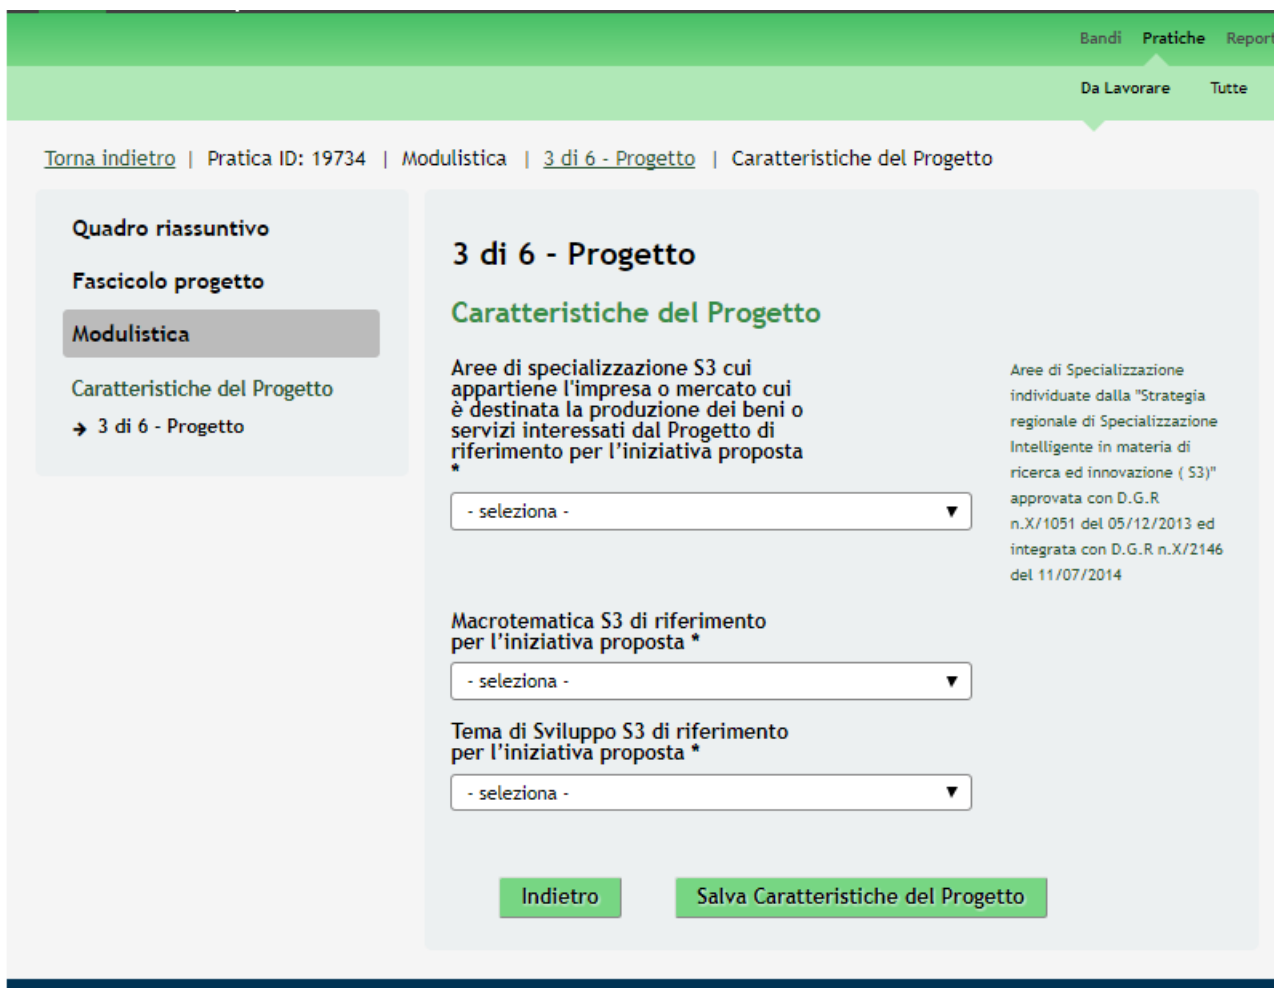 Bandi Pratiche Report
Da Lavorare Tutte
Torna indietro | Pratica ID: 19734 | Modulistica | 3 di 6 - Progetto | Caratteristiche del Progetto
Quadro riassuntivo
Fascicolo progetto
Modulistica
Caratteristiche del Progetto
→ 3 di 6 - Progetto
3 di 6 - Progetto
Caratteristiche del Progetto
Aree di specializzazione S3 cui
appartiene l'impresa o mercato cui
è destinata la produzione dei beni o
servizi interessati dal Progetto di
riferimento per l’iniziativa proposta
*
- seleziona -
Aree di Specializzazione
individuate dalla "Strategia
regionale di Specializzazione
Intelligente in materia di
ricerca ed innovazione ( S3)"
approvata con D.G.R
n.X/1051 del 05/12/2013 ed
integrata con D.G.R n.X/2146
del 11/07/2014
Macrotematica S3 di riferimento
per l’iniziativa proposta *
- seleziona -
Tema di Sviluppo S3 di riferimento
per l’iniziativa proposta *
- seleziona -
Indietro
Salva Caratteristiche del Progetto